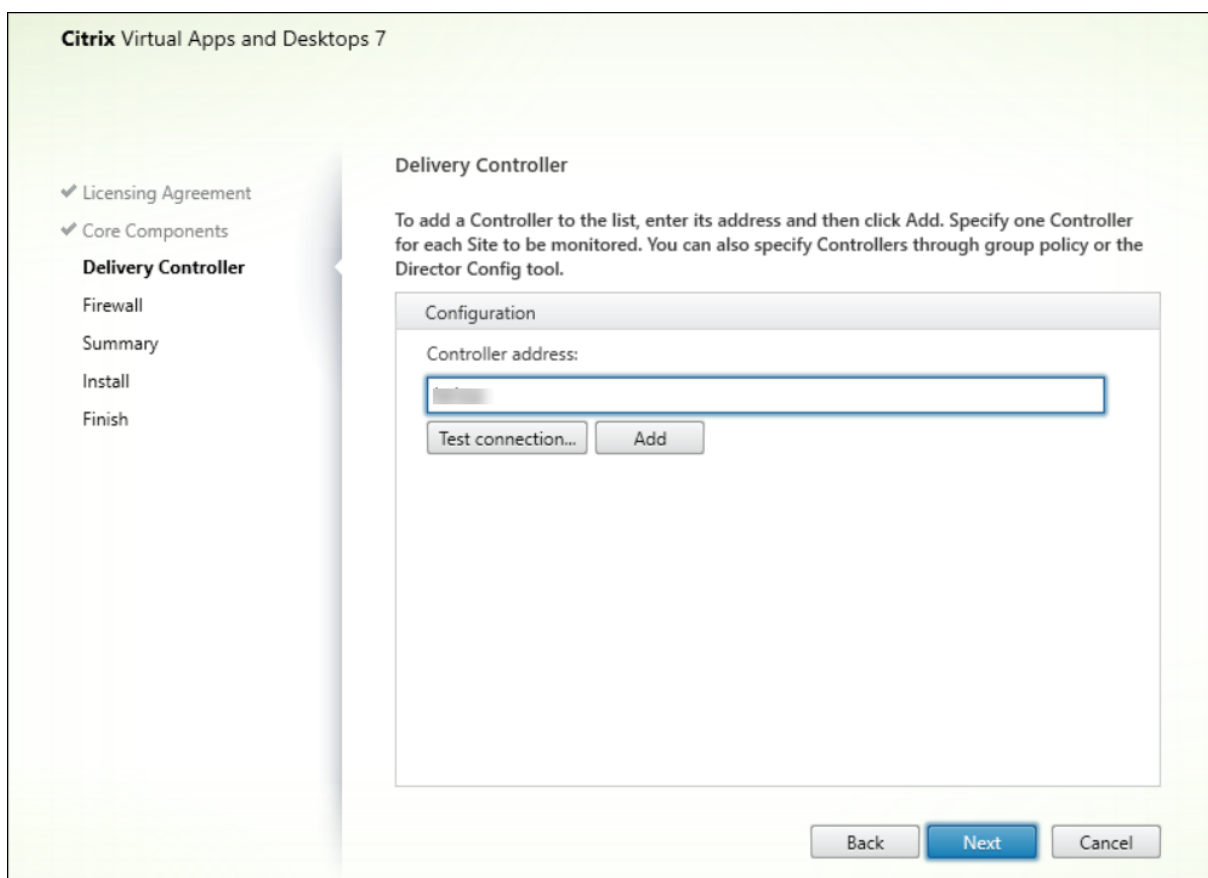 Citrix Virtual Apps and Desktops 7
Licensing Agreement
Core Components
Delivery Controller
Firewall
Summary
Install
Finish
Delivery Controller
To add a Controller to the list, enter its address and then click Add. Specify one Controller
for each Site to be monitored. You can also specify Controllers through group policy or the
Director Config tool.
Configuration
Controller address:
Test connection...
Add
Back
Next
Cancel